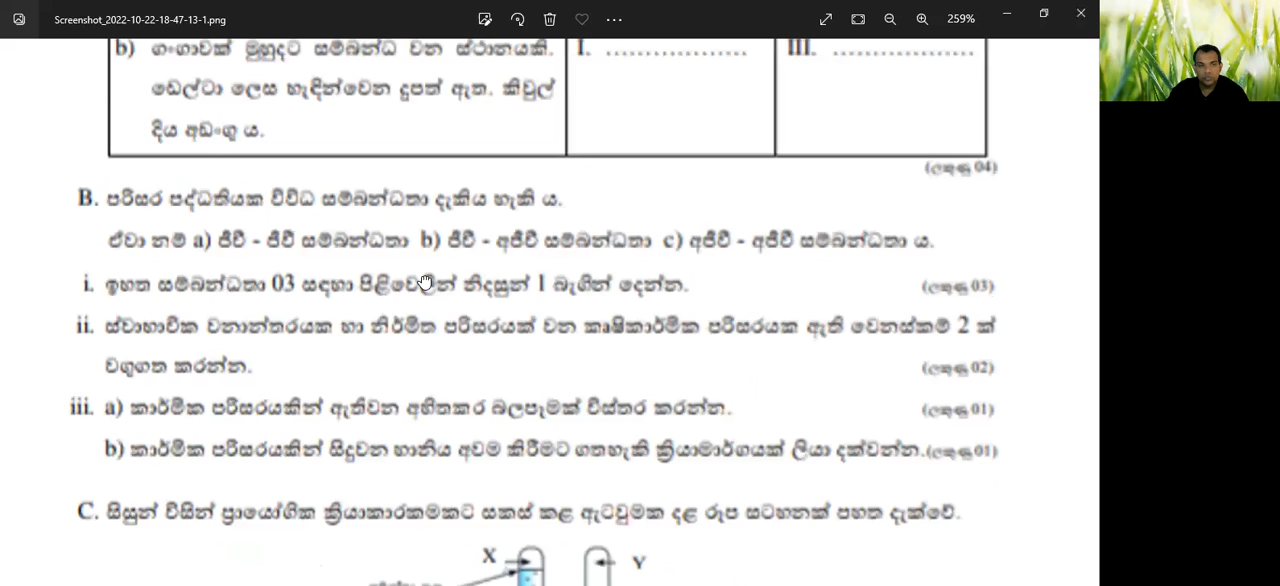 Screenshot_2022-10-22-18-47-13-1.png
259%
b) ගංගාවක් මුහුදට සම්බන්ධ වන ස්ථානයකි. I. ........................ III. ........................
ඩෙල්ටා ලෙස හැඳින්වෙන දූපත් ඇත. කිවුල්
දිය අඩංගු ය.
(ලකුණු 04)
B. පරිසර පද්ධතියක විවිධ සම්බන්ධතා දැකිය හැකි ය.
ඒවා නම් a) ජීවී - ජීවී සම්බන්ධතා b) ජීවී - අජීවී සම්බන්ධතා c) අජීවී - අජීවී සම්බන්ධතා ය.
i. ඉහත සම්බන්ධතා 03 සඳහා පිළිවෙළින් නිදසුන් 1 බැගින් දෙන්න. (ලකුණු 03)
ii. ස්වාභාවික වනාන්තරයක හා නිර්මිත පරිසරයක් වන කෘෂිකාර්මික පරිසරයක ඇති වෙනස්කම් 2 ක්
වගුගත කරන්න. (ලකුණු 02)
iii. a) කාර්මික පරිසරයකින් ඇතිවන අහිතකර බලපෑමක් විස්තර කරන්න. (ලකුණු 01)
b) කාර්මික පරිසරයකින් සිදුවන හානිය අවම කිරීමට ගතහැකි ක්‍රියාමාර්ගයක් ලියා දක්වන්න.(ලකුණු 01)
C. සිසුන් විසින් ප්‍රායෝගික ක්‍රියාකාරකමකට සකස් කළ ඇටවුමක දළ රූප සටහනක් පහත දැක්වේ.
X Y